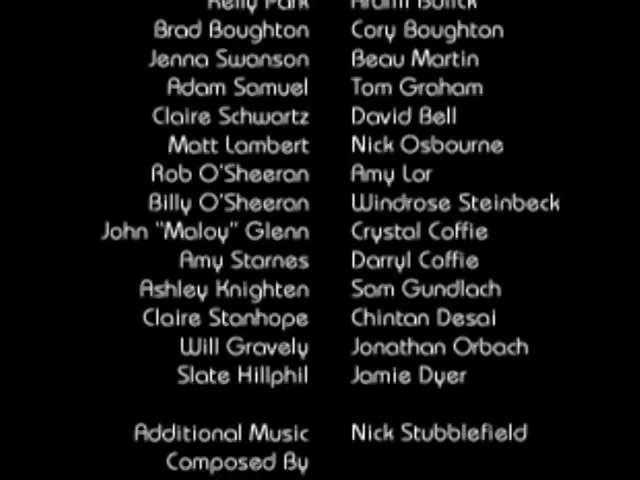 Kelly Park
Brad Boughton Cory Boughton
Jenna Swanson Beau Martin
Adam Samuel Tom Graham
Claire Schwartz David Bell
Matt Lambert Nick Osbourne
Rob O'Sheeran Amy Lor
Billy O'Sheeran Windrose Steinbeck
John "Maloy" Glenn Crystal Coffie
Amy Starnes Darryl Coffie
Ashley Knighten Sam Gundlach
Claire Stanhope Chintan Desai
Will Gravely Jonathan Orbach
Slate Hillphil Jamie Dyer
Additional Music Nick Stubblefield
Composed By